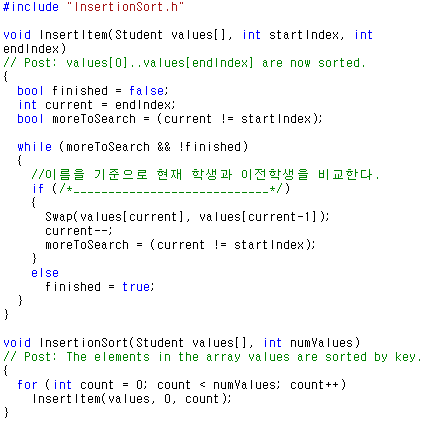 #include "InsertionSort.h"

void InsertItem(Student values[], int startIndex, int
endIndex)
// Post: values[0]..values[endIndex] are now sorted.
{
  bool finished = false;
  int current = endIndex;
  bool moreToSearch = (current != startIndex);

  while (moreToSearch && !finished)
  {
    //이름을 기준으로 현재 학생과 이전학생을 비교한다.
    if (/*____________________________*/)
    {
      Swap(values[current], values[current-1]);
      current--;
      moreToSearch = (current != startIndex);
    }
    else
      finished = true;
  }
}

void InsertionSort(Student values[], int numValues)
// Post: The elements in the array values are sorted by key.
{
  for (int count = 0; count < numValues; count++)
    InsertItem(values, 0, count);
}